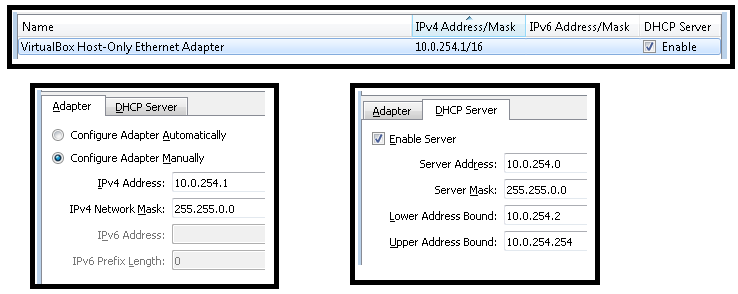 Name IPv4 Address/Mask IPv6 Address/Mask DHCP Server
VirtualBox Host-Only Ethernet Adapter 10.0.254.1/16 Enable
Adapter DHCP Server
Configure Adapter Automatically
Configure Adapter Manually
IPv4 Address: 10.0.254.1
IPv4 Network Mask: 255.255.0.0
IPv6 Address:
IPv6 Prefix Length: 0
Adapter DHCP Server
Enable Server
Server Address: 10.0.254.0
Server Mask: 255.255.0.0
Lower Address Bound: 10.0.254.2
Upper Address Bound: 10.0.254.254